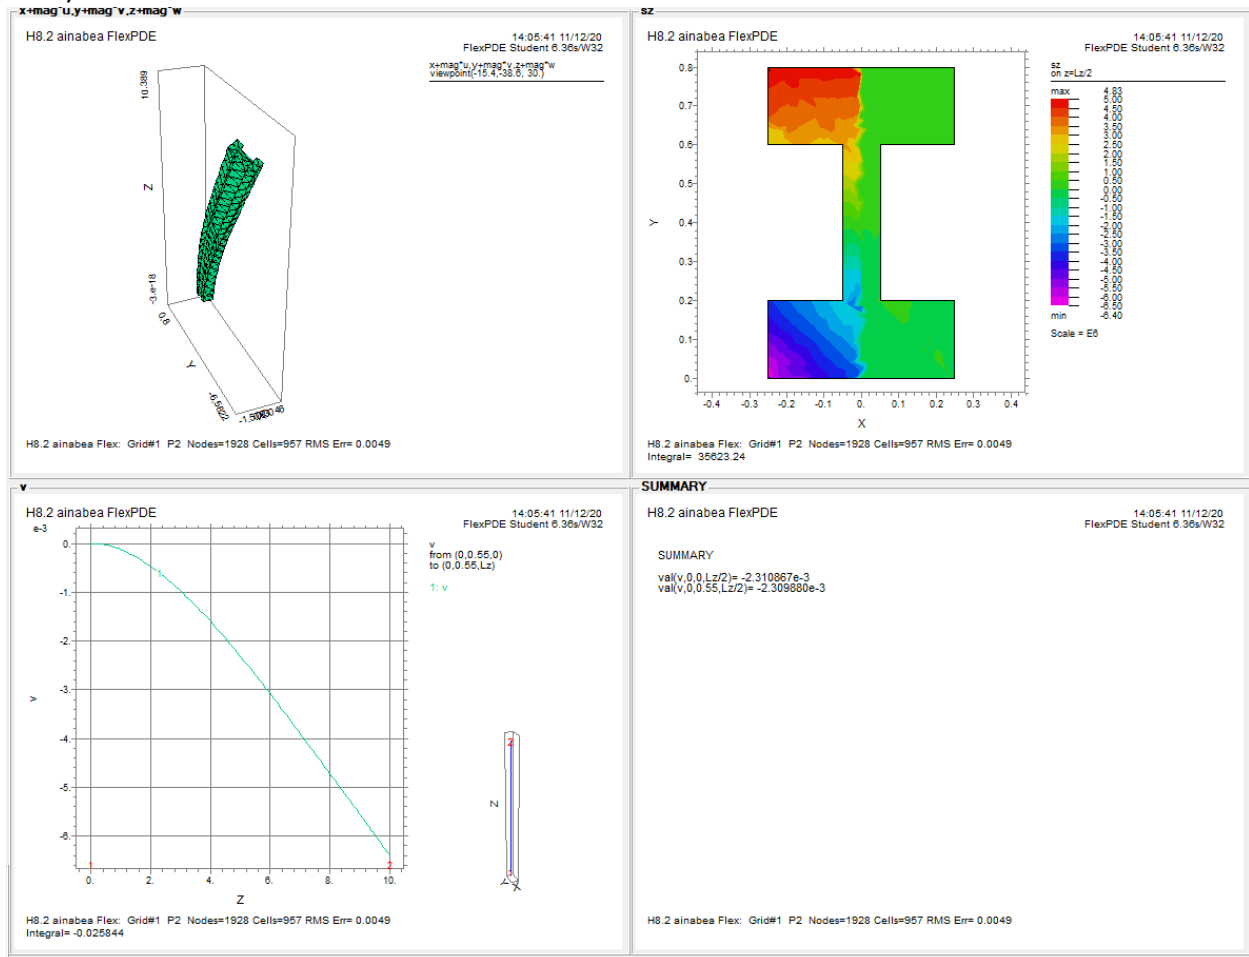 x+mag*u,y+mag*v,z+mag*w
H8.2 ainabea FlexPDE
14:05:41 11/12/20
FlexPDE Student 6.36s/W32
x+mag*u,y+mag*v,z+mag*w
viewpoint(-15.4,-38.6, 30.)
10.389
Z
-3.e-18
0.8
Y
-6.5622
H8.2 ainabea Flex: Grid#1 P2 Nodes=1928 Cells=957 RMS Err= 0.0049
sz
H8.2 ainabea FlexPDE
14:05:41 11/12/20
FlexPDE Student 6.36s/W32
sz
on z=Lz/2
max 4.83
5.00
4.50
4.00
3.50
3.00
2.50
2.00
1.50
1.00
0.50
0.00
-0.50
-1.00
-1.50
-2.00
-2.50
-3.00
-3.50
-4.00
-4.50
-5.00
-5.50
-6.00
-6.50
min -6.40
Scale = E6
0.8
0.7
0.6
0.5
0.4
0.3
0.2
0.1
0.
Y
-0.4 -0.3 -0.2 -0.1 0. 0.1 0.2 0.3 0.4
X
H8.2 ainabea Flex: Grid#1 P2 Nodes=1928 Cells=957 RMS Err= 0.0049
Integral= 35623.24
v
H8.2 ainabea FlexPDE
14:05:41 11/12/20
FlexPDE Student 6.36s/W32
e-3
v
from (0,0.55,0)
to (0,0.55,Lz)
1: v
0.
-1.
-2.
-3.
-4.
-5.
-6.
v
1
1
2
0. 2. 4. 6. 8. 10.
Z
2
Z
1
Y X
H8.2 ainabea Flex: Grid#1 P2 Nodes=1928 Cells=957 RMS Err= 0.0049
Integral= -0.025844
SUMMARY
H8.2 ainabea FlexPDE
14:05:41 11/12/20
FlexPDE Student 6.36s/W32
SUMMARY
val(v,0,0,Lz/2)= -2.310867e-3
val(v,0,0.55,Lz/2)= -2.309880e-3
H8.2 ainabea Flex: Grid#1 P2 Nodes=1928 Cells=957 RMS Err= 0.0049